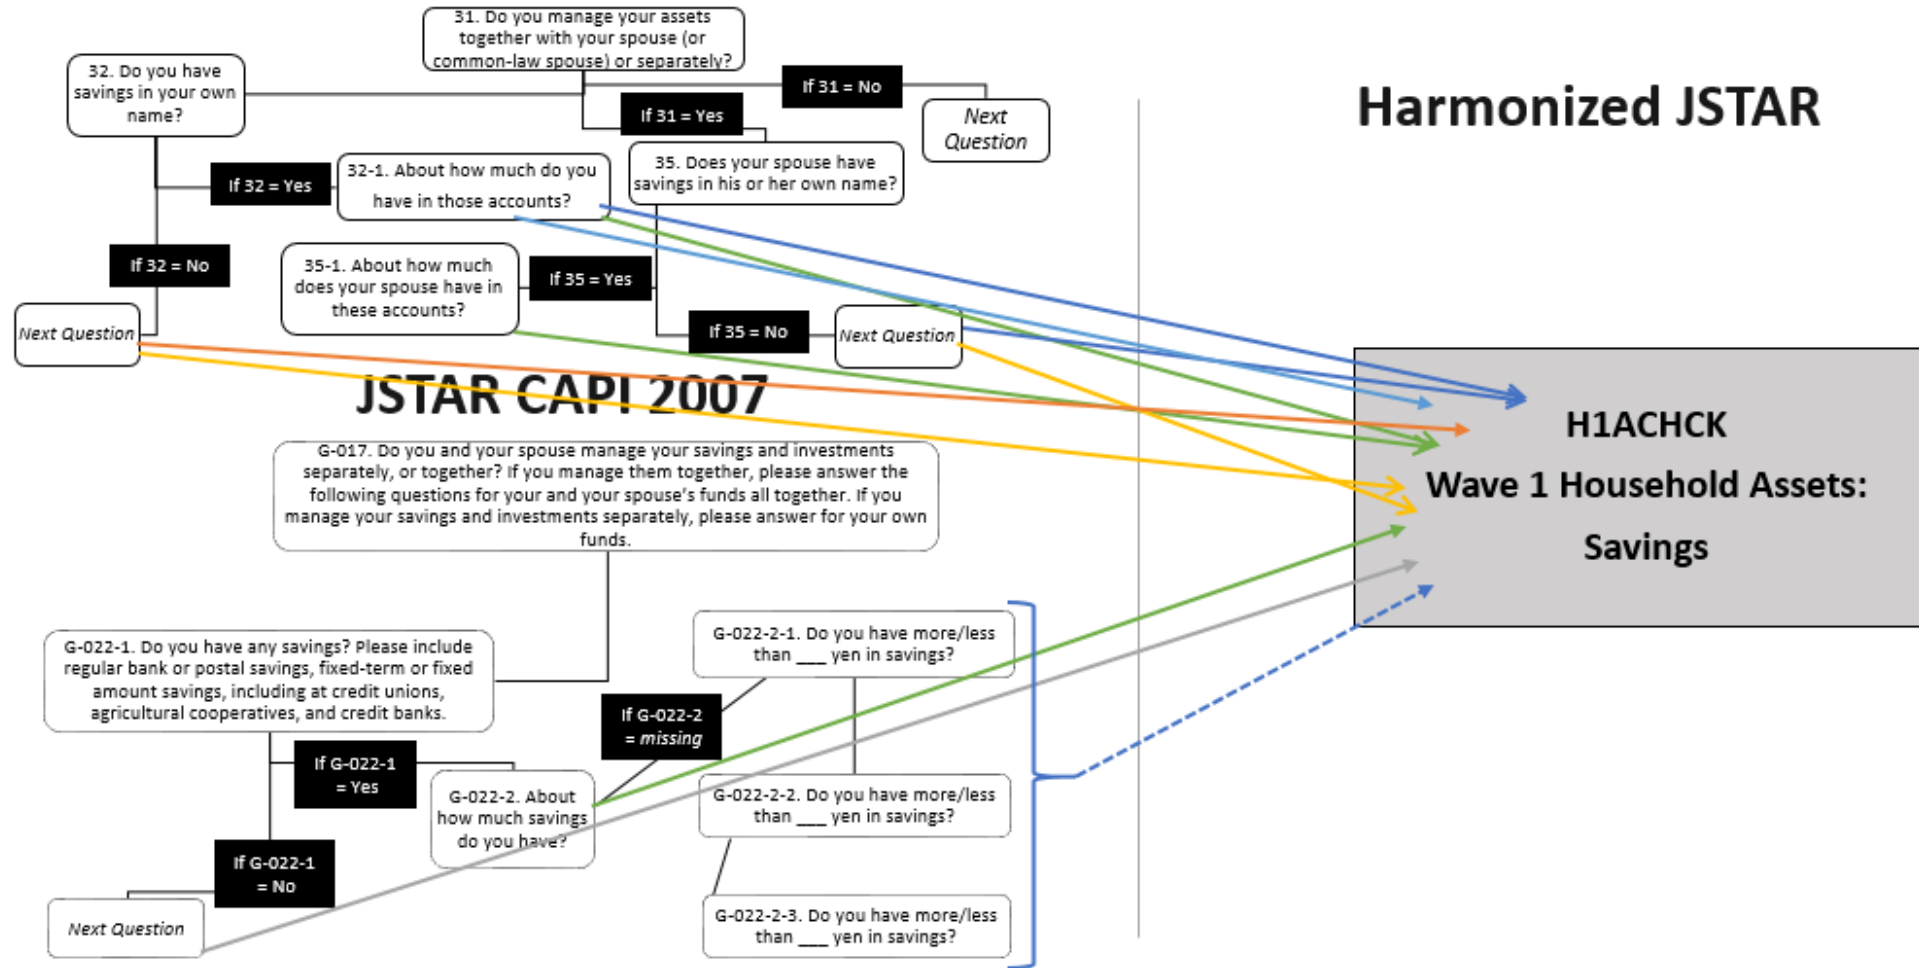 31. Do you manage your assets
together with your spouse (or
common-law spouse) or separately?
32. Do you have
savings in your own
name?
If 31 = No
If 31 = Yes
Next
Question
Harmonized JSTAR
35. Does your spouse have
savings in his or her own name?
If 32 = Yes
32-1. About how much do you
have in those accounts?
If 32 = No
35-1. About how much
does your spouse have in
these accounts?
If 35 = Yes
If 35 = No
Next Question
Next Question
JSTAR CAPI 2007
H1ACHCK
Wave 1 Household Assets:
Savings
G-017. Do you and your spouse manage your savings and investments
separately, or together? If you manage them together, please answer the
following questions for your and your spouse’s funds all together. If you
manage your savings and investments separately, please answer for your own
funds.
G-022-1. Do you have any savings? Please include
regular bank or postal savings, fixed-term or fixed
amount savings, including at credit unions,
agricultural cooperatives, and credit banks.
G-022-2-1. Do you have more/less
than ___ yen in savings?
If G-022-2
= missing
If G-022-1
= Yes
G-022-2. About
how much savings
do you have?
G-022-2-2. Do you have more/less
than ___ yen in savings?
If G-022-1
= No
Next Question
G-022-2-3. Do you have more/less
than ___ yen in savings?